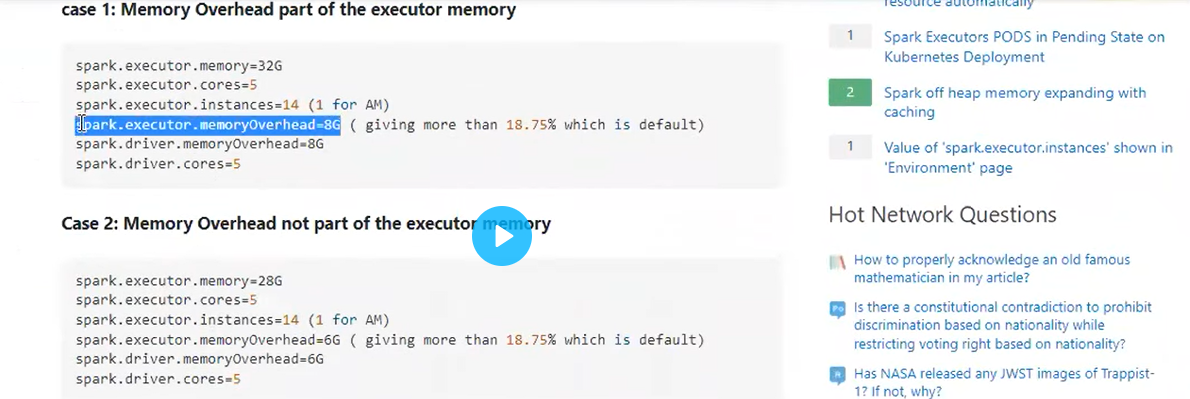 case 1: Memory Overhead part of the executor memory
spark.executor.memory=32G
spark.executor.cores=5
spark.executor.instances=14 (1 for AM)
spark.executor.memoryOverhead=8G ( giving more than 18.75% which is default)
spark.driver.memoryOverhead=8G
spark.driver.cores=5
Case 2: Memory Overhead not part of the executor memory
spark.executor.memory=28G
spark.executor.cores=5
spark.executor.instances=14 (1 for AM)
spark.executor.memoryOverhead=6G ( giving more than 18.75% which is default)
spark.driver.memoryOverhead=6G
spark.driver.cores=5
resource automatically
1
Spark Executors PODS in Pending State on
Kubernetes Deployment
2
Spark off heap memory expanding with
caching
1
Value of 'spark.executor.instances' shown in
'Environment' page
Hot Network Questions
How to properly acknowledge an old famous
mathematician in my article?
Po
Is there a constitutional contradiction to prohibit
discrimination based on nationality while
restricting voting right based on nationality?
Has NASA released any JWST images of Trappist-
1? If not, why?